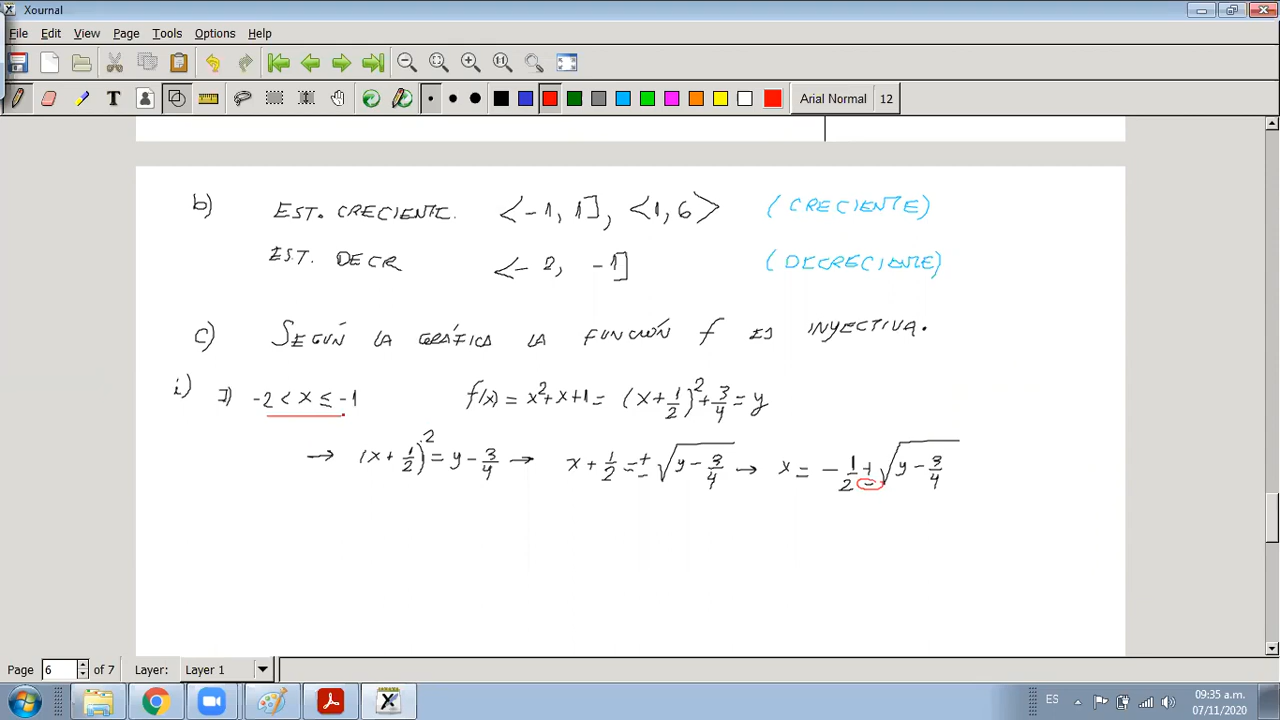 Xournal
File Edit View Page Tools Options Help
Arial Normal 12
b) EST. CRECIENTE. <-1, 1], <1, 6> (CRECIENTE)
EST. DECR <-2, -1] (DECRECIENTE)
c) SEGÚN LA GRÁFICA LA FUNCIÓN f ES INYECTIVA.
i) I) -2 < x ≤ -1 f(x) = x²+x+1 = (x+1/2)²+3/4 = y
→ (x+1/2)² = y-3/4 → x+1/2 = ±√(y-3/4) → x = -1/2 ± √(y-3/4)
Page 6 of 7 Layer: Layer 1
ES 09:35 a.m.
07/11/2020